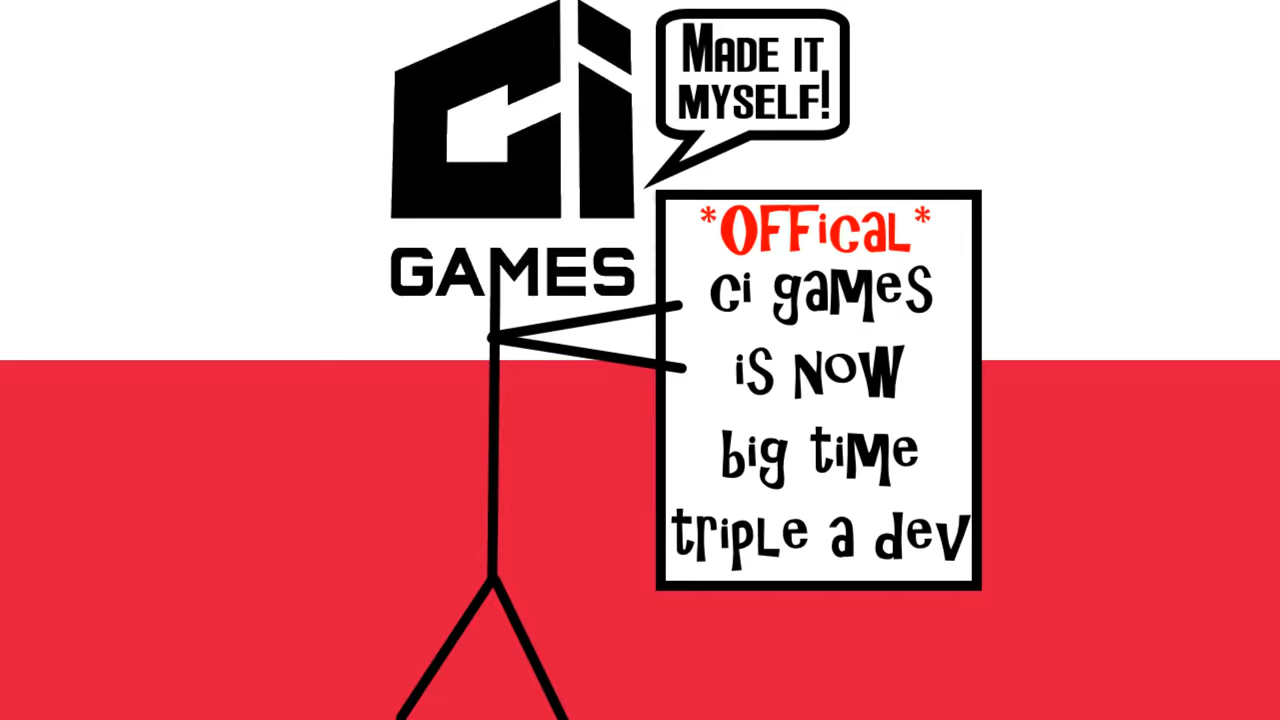 Ci
GAMES
MADE IT
MYSELF!
*OFFiCal*
ci games
is NOW
big time
triple a dev